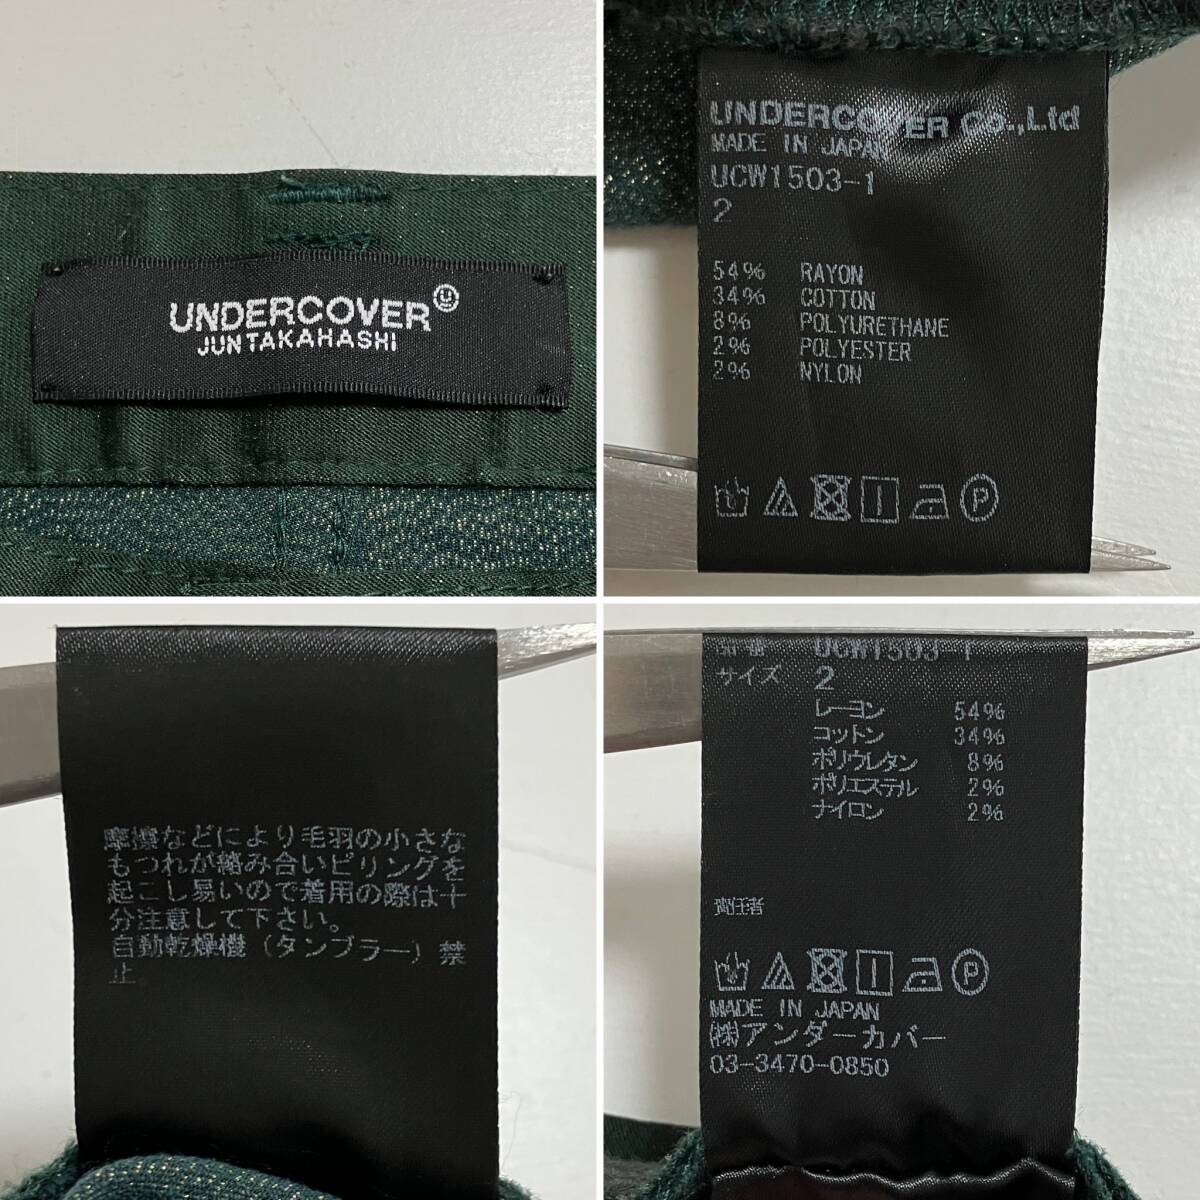 UNDERCOVER
JUN TAKAHASHI
UNDERCOVER Co.,Ltd
MADE IN JAPAN
UCW1503-1
2
54% RAYON
34% COTTON
8% POLYURETHANE
2% POLYESTER
2% NYLON
P
摩擦などにより毛羽の小さな
もつれが絡み合いピリングを
起こし易いので着用の際は十
分注意して下さい。
自動乾燥機(タンブラー)禁
止
品番 UCW1503-1
サイズ 2
レーヨン 54%
コットン 34%
ポリウレタン 8%
ポリエステル 2%
ナイロン 2%
責任者
P
MADE IN JAPAN
(株)アンダーカバー
03-3470-0850